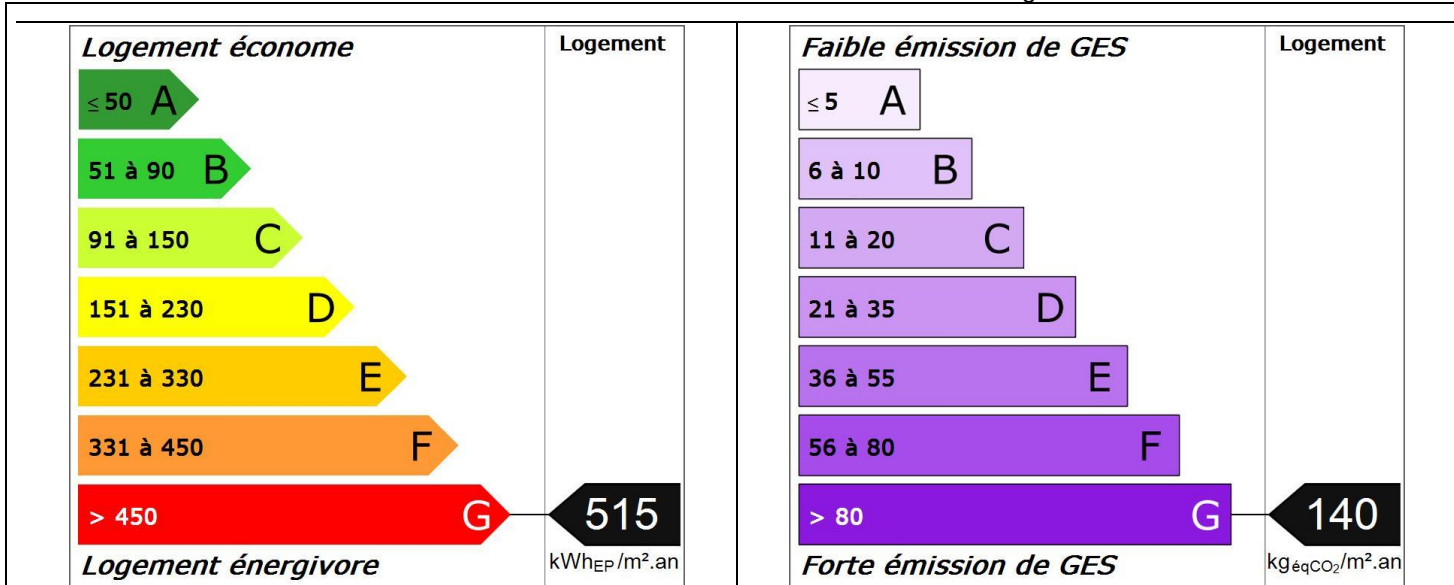 Logement économe
Logement
≤ 50 A
51 à 90 B
91 à 150 C
151 à 230 D
231 à 330 E
331 à 450 F
> 450 G
515
Logement énergivore
kWhEP/m².an
Faible émission de GES
Logement
≤ 5 A
6 à 10 B
11 à 20 C
21 à 35 D
36 à 55 E
56 à 80 F
> 80 G
140
Forte émission de GES
kgéqCO₂/m².an